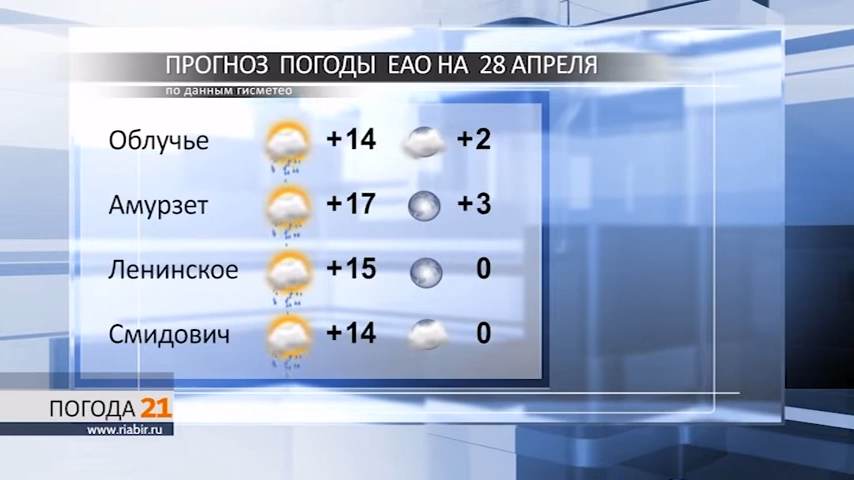 ПРОГНОЗ ПОГОДЫ ЕАО НА 28 АПРЕЛЯ
по данным гисметео
Облучье +14 +2
Амурзет +17 +3
Ленинское +15 0
Смидович +14 0
ПОГОДА 21
www.riabir.ru